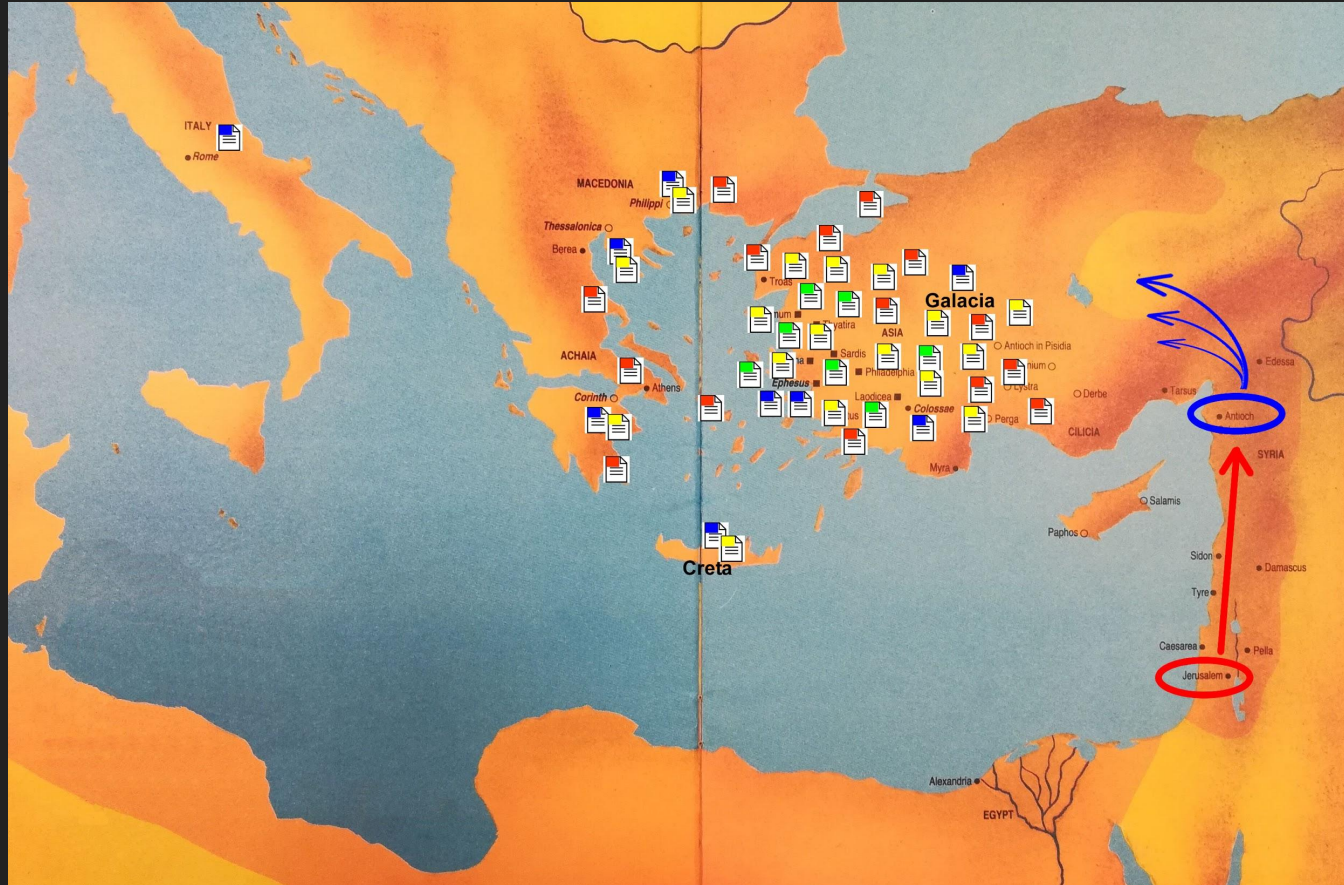 ITALY
Rome
MACEDONIA
Philippi
Thessalonica
Berea
Troas
Galacia
ASIA
Antioch in Pisidia
Sardis
ACHAIA
Edessa
Philadelphia
Athens
Ephesus
Lystra
Derbe
Tarsus
Corinth
Laodicea
Colossae
Antioch
Perga
CILICIA
SYRIA
Myra
Salamis
Paphos
Sidon
Creta
Damascus
Tyre
Caesarea
Pella
Jerusalem
Alexandria
EGYPT